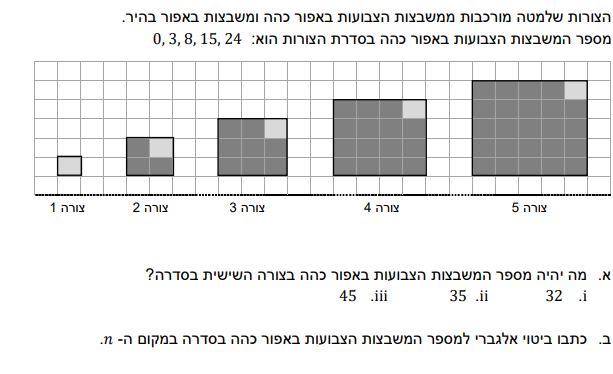 הצורות שלמטה מורכבות ממשבצות הצבועות באפור כהה ומשבצות באפור בהיר.
מספר המשבצות הצבועות באפור כהה בסדרת הצורות הוא: 0, 3, 8, 15, 24
צורה 1 צורה 2 צורה 3 צורה 4 צורה 5
א. מה יהיה מספר המשבצות הצבועות באפור כהה בצורה השישית בסדרה?
i. 32 ii. 35 iii. 45
ב. כתבו ביטוי אלגברי למספר המשבצות הצבועות באפור כהה בסדרה במקום ה- n.